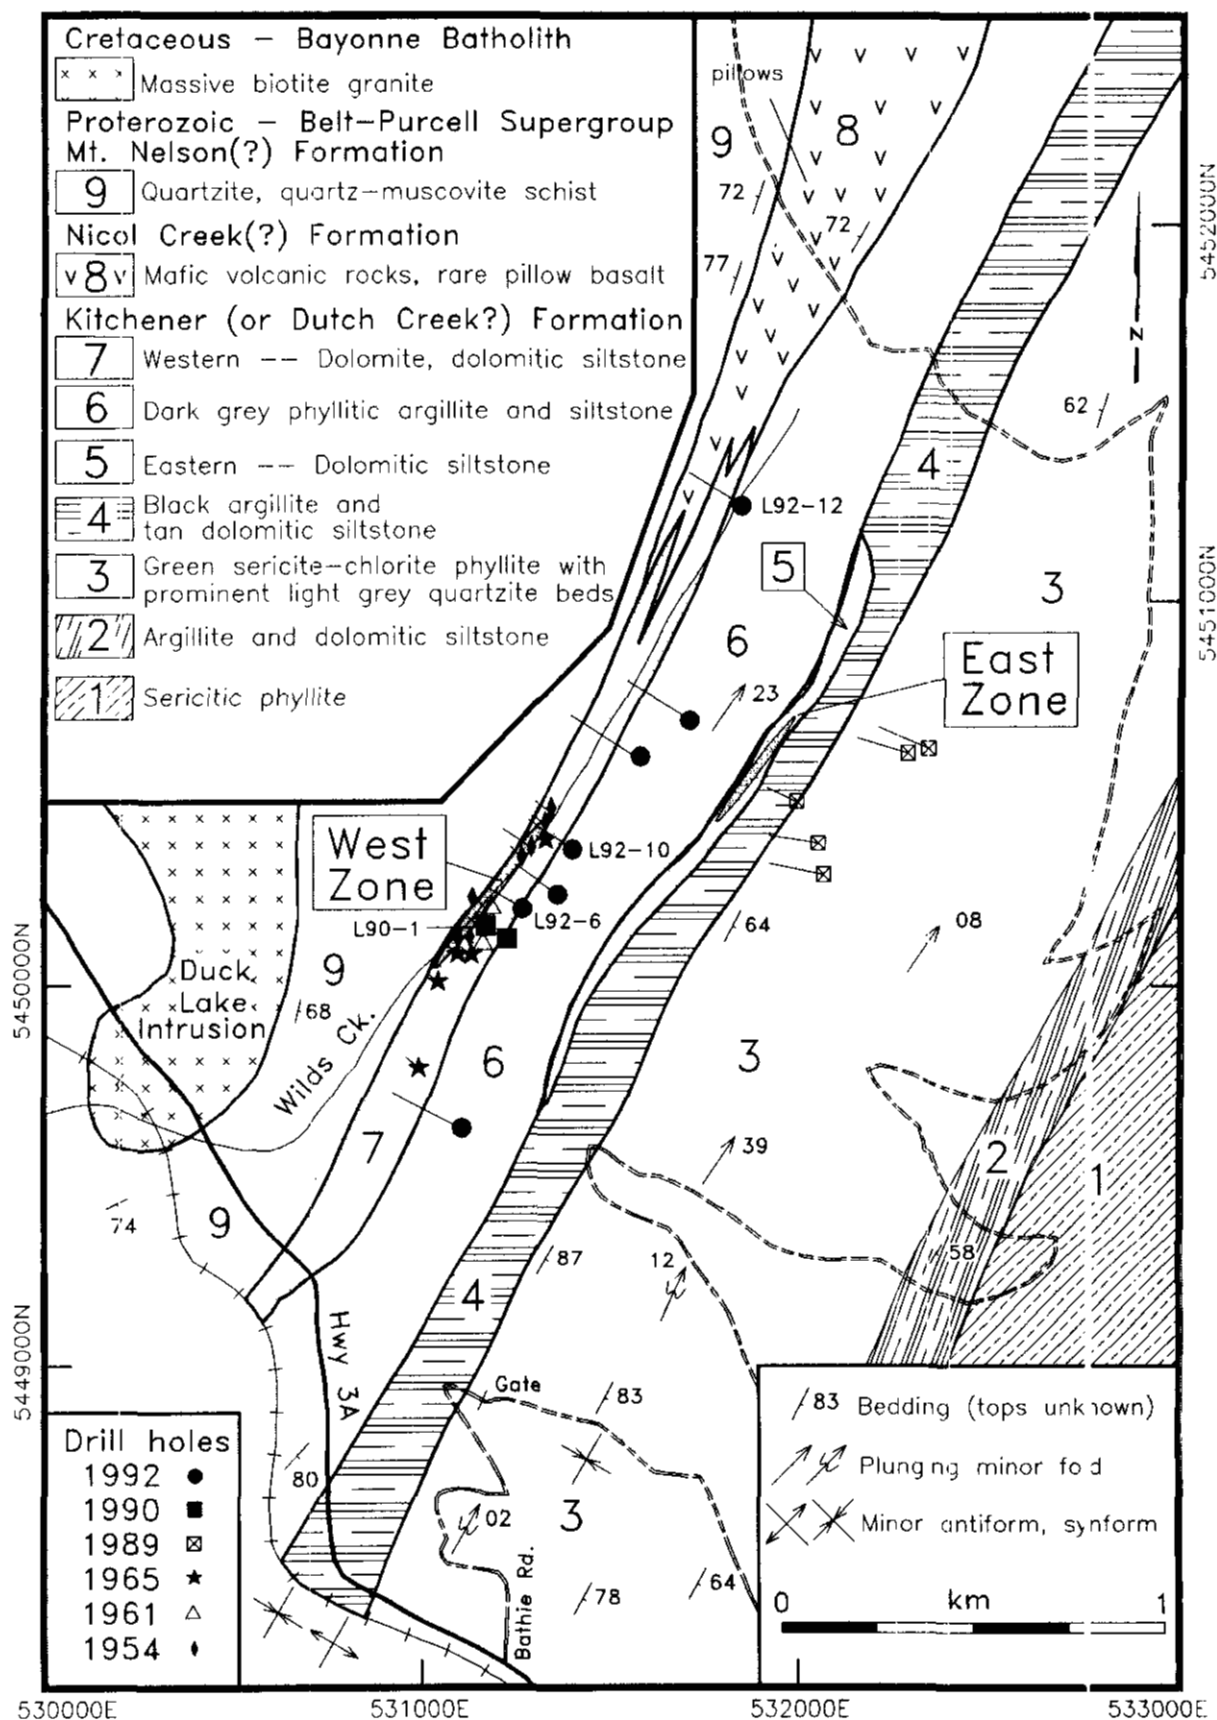 Cretaceous – Bayonne Batholith
Massive biotite granite
Proterozoic – Belt–Purcell Supergroup
Mt. Nelson(?) Formation
9 Quartzite, quartz–muscovite schist
Nicol Creek(?) Formation
v 8 v Mafic volcanic rocks, rare pillow basalt
Kitchener (or Dutch Creek?) Formation
7 Western –– Dolomite, dolomitic siltstone
6 Dark grey phyllitic argillite and siltstone
5 Eastern –– Dolomitic siltstone
4 Black argillite and
tan dolomitic siltstone
3 Green sericite–chlorite phyllite with
prominent light grey quartzite beds
2 Argillite and dolomitic siltstone
1 Sericitic phyllite
pillows
9
8
72
72
77
5452000N
N
62
4
L92–12
5
3
5451000N
6
East
Zone
23
West
Zone
L92–10
L90–1
L92–6
64
08
5450000N
Duck
Lake
Intrusion
9
68
Wilds Ck.
6
3
7
39
2
1
74
9
87
12
58
4
5449000N
Hwy 3A
Gate
83
80
02
3
Bathie Rd.
78
64
Drill holes
1992
1990
1989
1965
1961
1954
83 Bedding (tops unknown)
Plunging minor fold
Minor antiform, synform
0 km 1
530000E
531000E
532000E
533000E